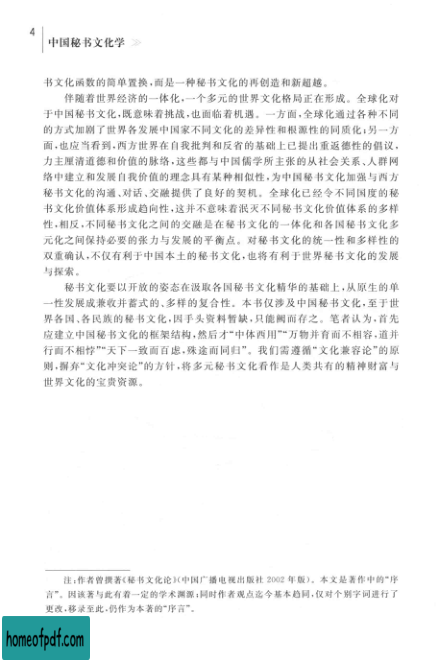 4
中国秘书文化学
书文化函数的简单置换,而是一种秘书文化的再创造和新超越。
伴随着世界经济的一体化,一个多元的世界文化格局正在形成。全球化对
于中国秘书文化,既意味着挑战,也面临着机遇。一方面,全球化通过各种不同
的方式加剧了世界各发展中国家不同文化的差异性和根源性的同质化;另一方
面,也应当看到,西方世界在自我批判和反省的基础上已提出重返德性的倡议,
力主厘清道德和价值的脉络,这些都与中国儒学所主张的从社会关系、人群网
络中建立和发展自我价值的理念具有某种相似性,为中国秘书文化加强与西方
秘书文化的沟通、对话、交融提供了良好的契机。全球化已经令不同国度的秘
书文化价值体系形成趋向性,这并不意味着泯灭不同秘书文化价值体系的多样
性,相反,不同秘书文化之间的交融是在秘书文化的一体化和各国秘书文化多
元化之间保持必要的张力与发展的平衡点。对秘书文化的统一性和多样性的
双重确认,不仅有利于中国本土的秘书文化,也将有利于世界秘书文化的发展
与探索。
秘书文化要以开放的姿态在汲取各国秘书文化精华的基础上,从原生的单
一性发展成兼收并蓄式的、多样的复合性。本书仅涉及中国秘书文化,至于世
界各国、各民族的秘书文化,因手头资料暂缺,只能阙而存之。笔者认为,首先
应建立中国秘书文化的框架结构,然后才“中体西用”“万物并育而不相容,道并
行而不相悖”“天下一致而百虑,殊途而同归”。我们需遵循“文化兼容论”的原
则,摒弃“文化冲突论”的方针,将多元秘书文化看作是人类共有的精神财富与
世界文化的宝贵资源。
注:作者曾撰著《秘书文化论》(中国广播电视出版社 2002 年版)。本文是著作中的“序
言”。因该著与此有着一定的学术渊源;同时作者观点迄今基本趋同,仅对个别字词进行了
更改,移录至此,仍作为本著的“序言”。
homeofpdf.com